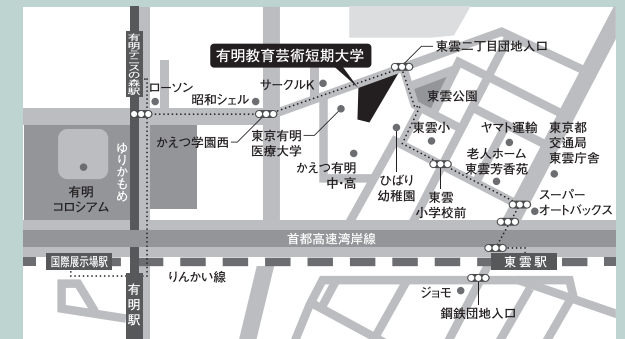 有明テニスの森駅
有明教育芸術短期大学
東雲二丁目団地入口
ローソン
昭和シェル
サークルK
東雲公園
かえつ学園西
東京有明
医療大学
東雲小
ヤマト運輸
東京都
交通局
東雲庁舎
老人ホーム
東雲芳香苑
かえつ有明
中・高
ひばり
幼稚園
東雲
小学校前
スーパー
オートバックス
有明
コロシアム
ゆりかもめ
首都高速湾岸線
国際展示場駅
りんかい線
東雲駅
有明駅
ジョモ
鋼鉄団地入口